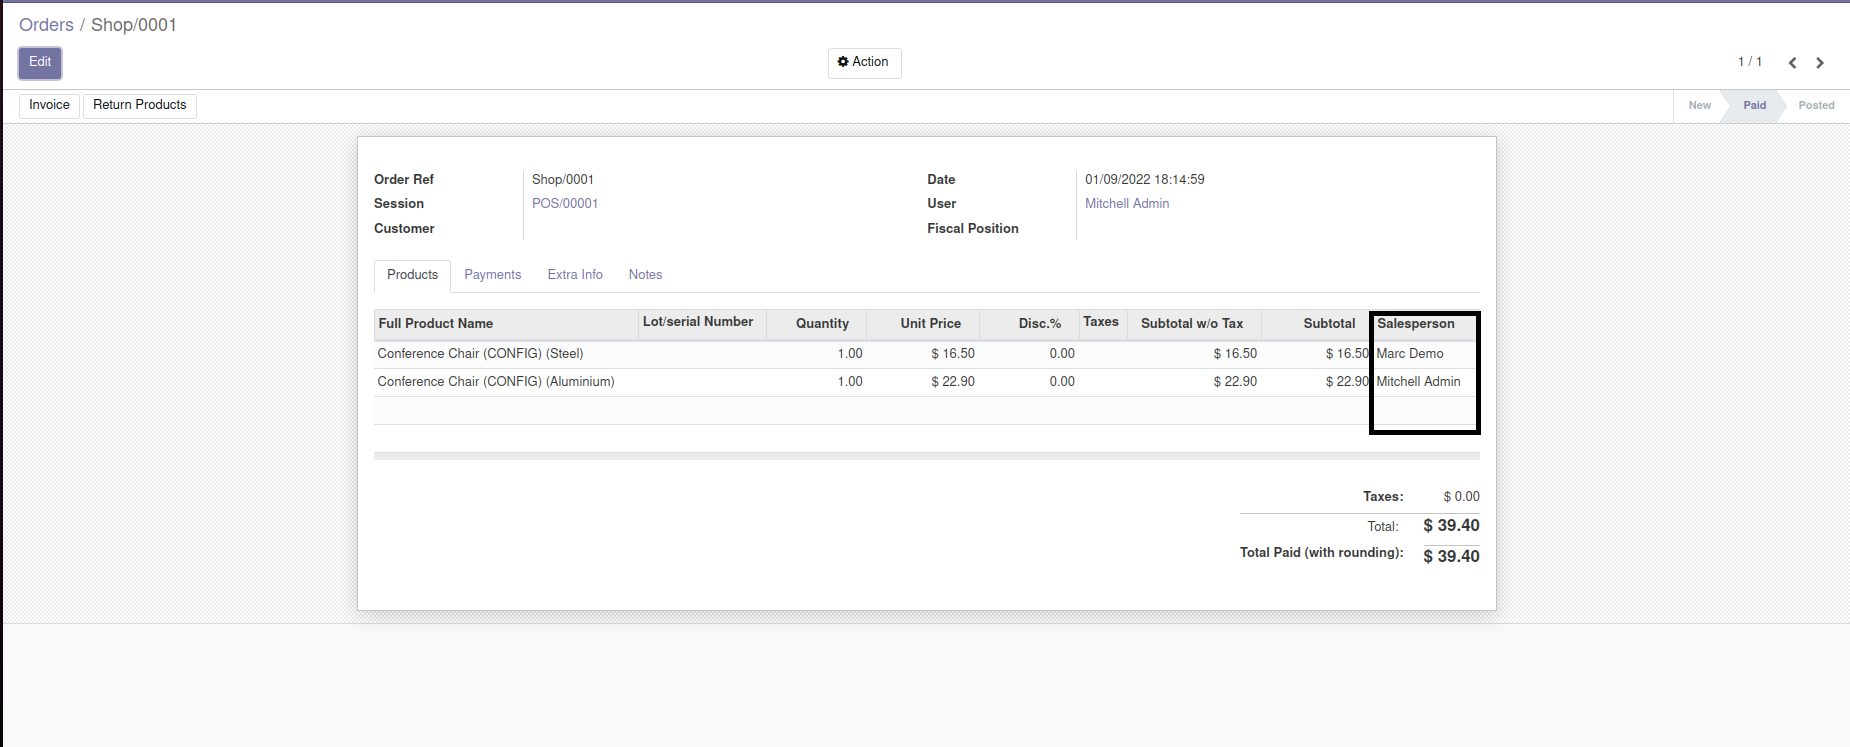 Orders / Shop/0001
Edit
Action
1 / 1
Invoice
Return Products
New
Paid
Posted
Order Ref Shop/0001
Date 01/09/2022 18:14:59
Session POS/00001
User Mitchell Admin
Customer
Fiscal Position
Products Payments Extra Info Notes
Full Product Name Lot/serial Number Quantity Unit Price Disc.% Taxes Subtotal w/o Tax Subtotal Salesperson
Conference Chair (CONFIG) (Steel) 1.00 $ 16.50 0.00 $ 16.50 $ 16.50 Marc Demo
Conference Chair (CONFIG) (Aluminium) 1.00 $ 22.90 0.00 $ 22.90 $ 22.90 Mitchell Admin
Taxes: $ 0.00
Total: $ 39.40
Total Paid (with rounding): $ 39.40